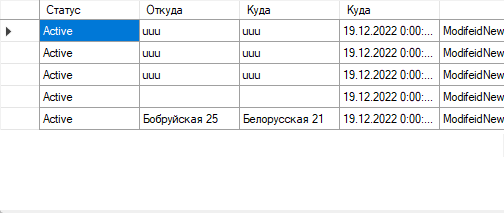 Статус Откуда Куда Куда
Active uuu uuu 19.12.2022 0:00:... ModifeidNew
Active uuu uuu 19.12.2022 0:00:... ModifeidNew
Active uuu uuu 19.12.2022 0:00:... ModifeidNew
Active 19.12.2022 0:00:... ModifeidNew
Active Бобруйская 25 Белорусская 21 19.12.2022 0:00:... ModifeidNew